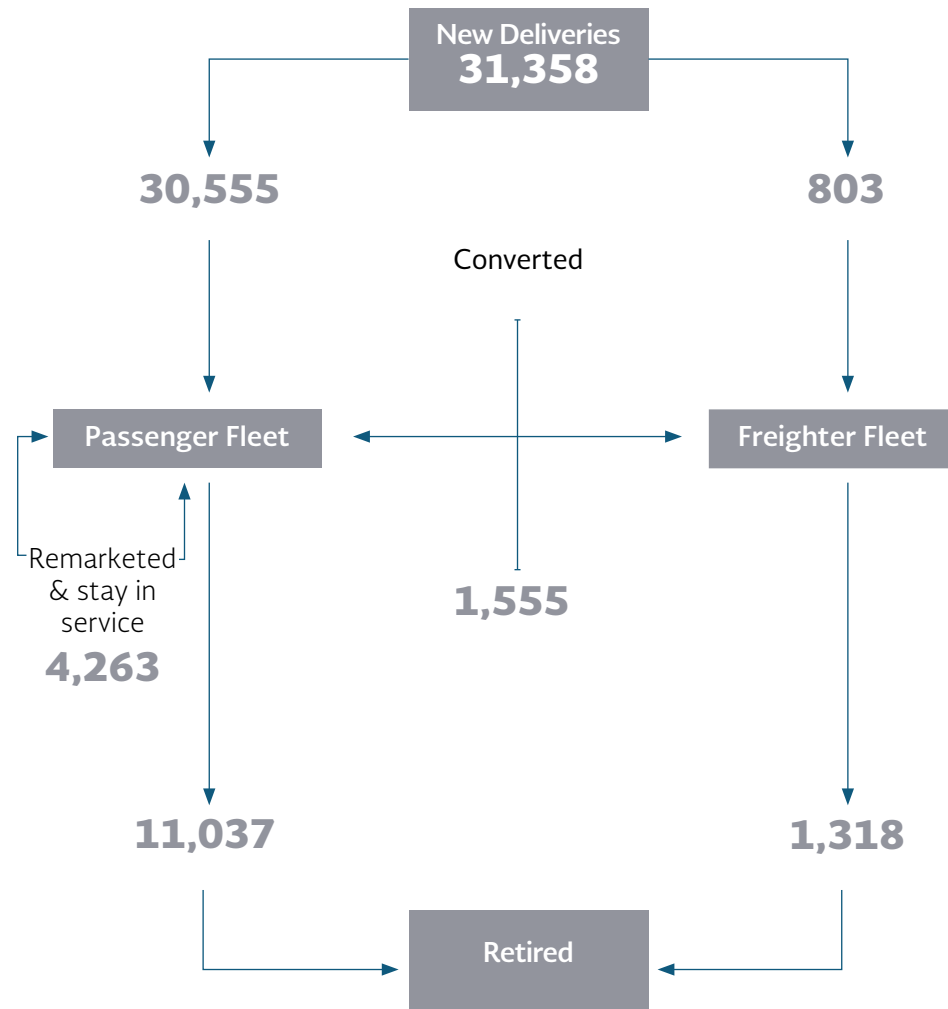 New Deliveries
31,358
30,555
803
Converted
Passenger Fleet
Freighter Fleet
Remarketed
& stay in
service
4,263
1,555
11,037
1,318
Retired